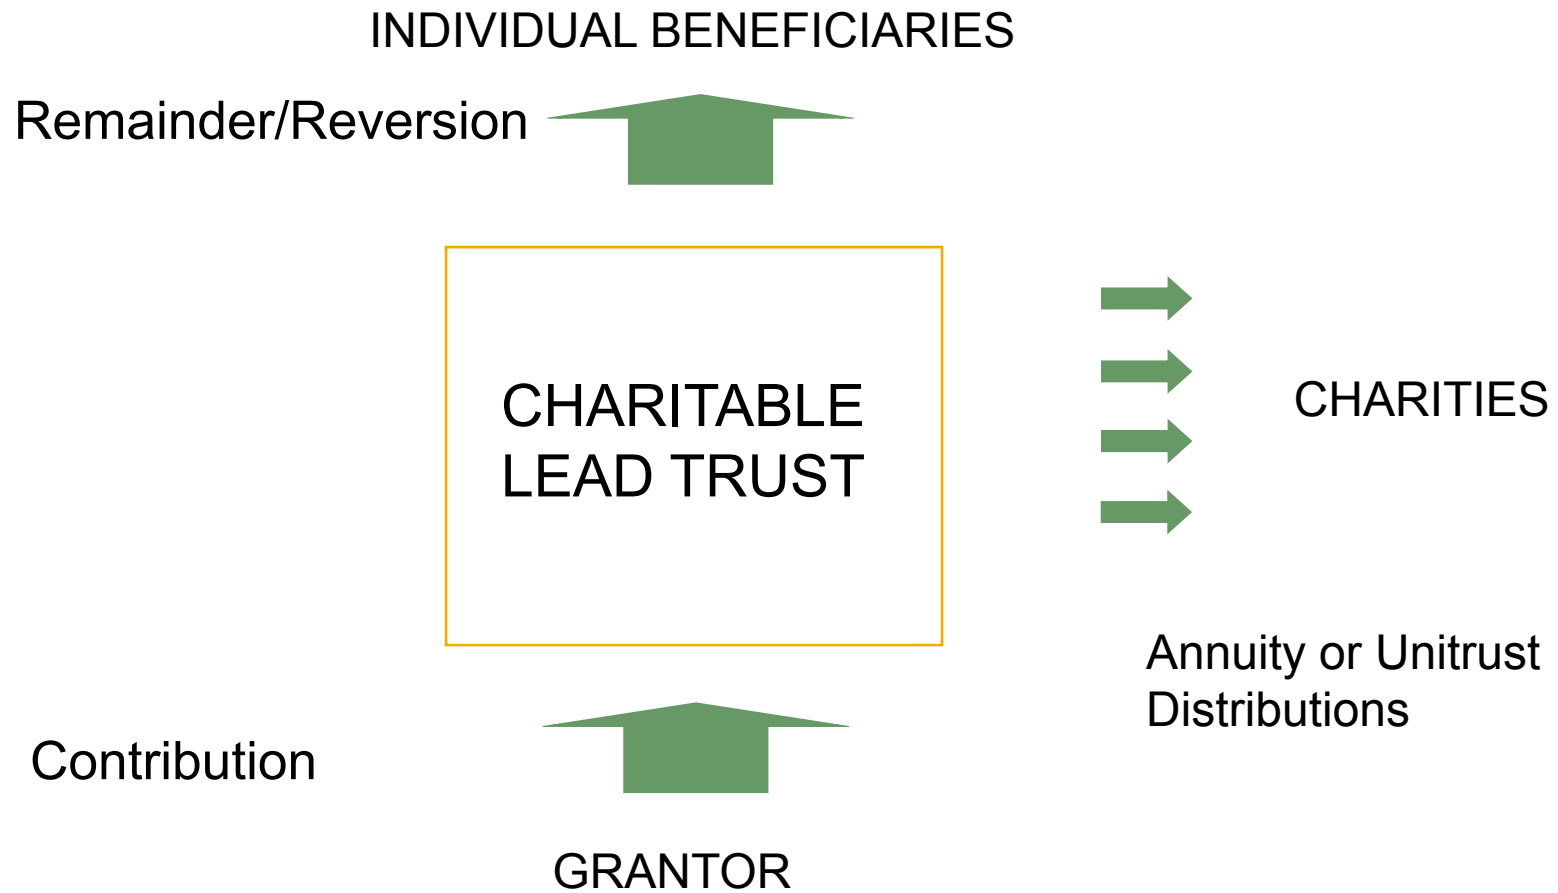 INDIVIDUAL BENEFICIARIES
Remainder/Reversion
CHARITABLE
LEAD TRUST
CHARITIES
Annuity or Unitrust
Distributions
Contribution
GRANTOR